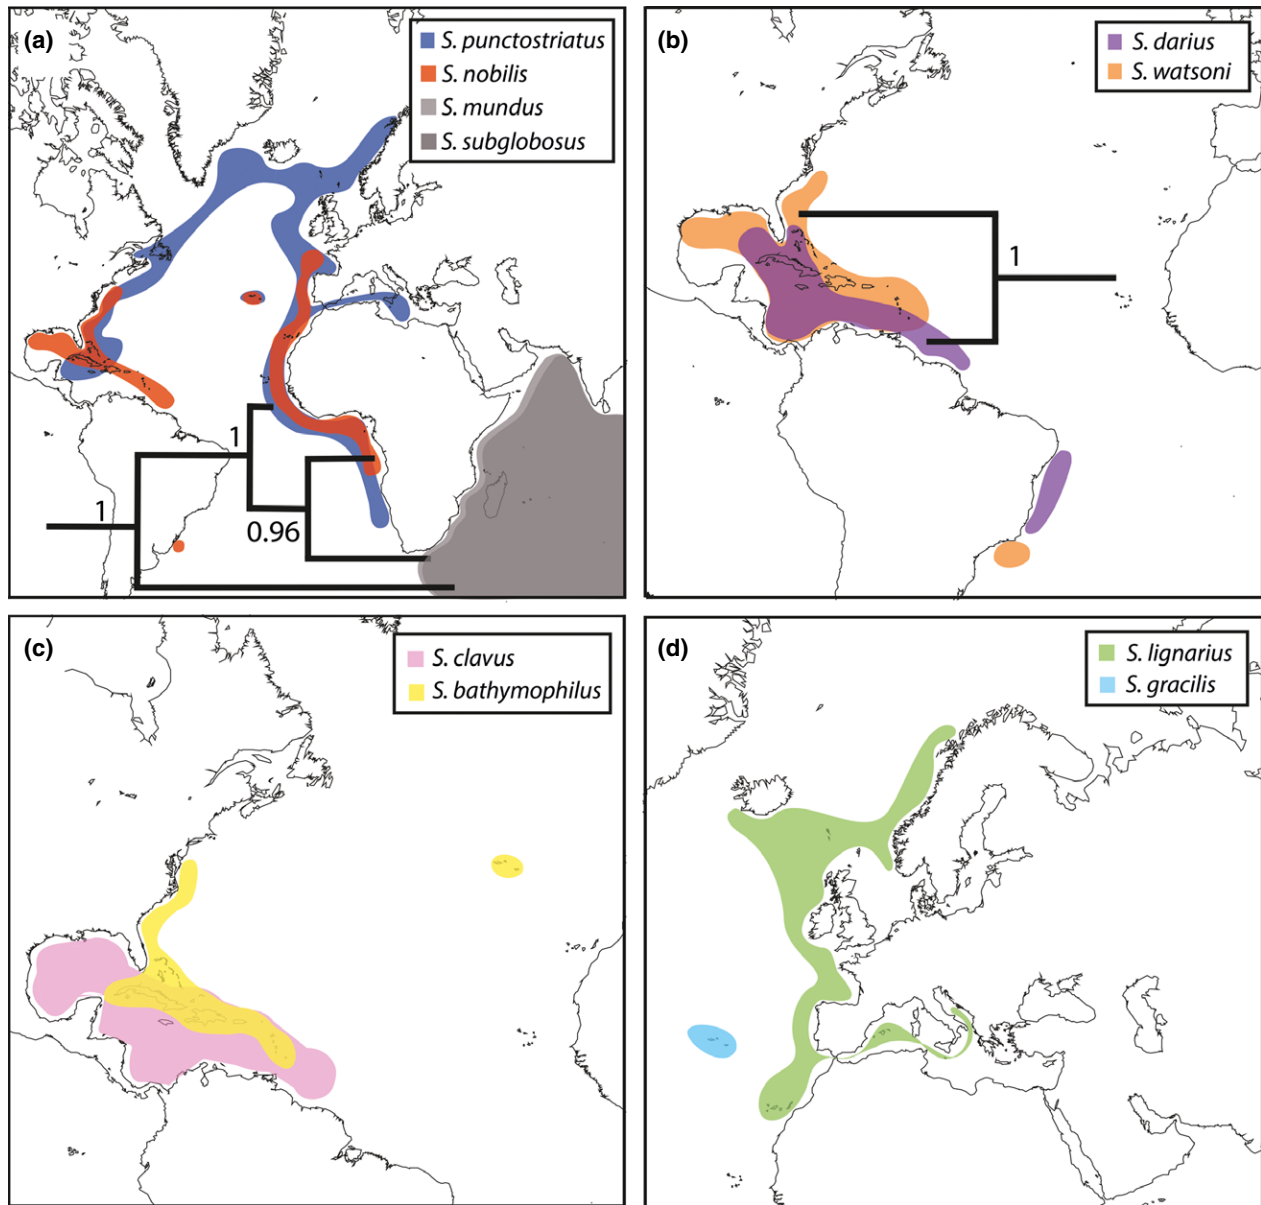 (a)
S. punctostriatus
S. nobilis
S. mundus
S. subglobosus
1
1
0.96
(b)
S. darius
S. watsoni
1
(c)
S. clavus
S. bathymophilus
(d)
S. lignarius
S. gracilis